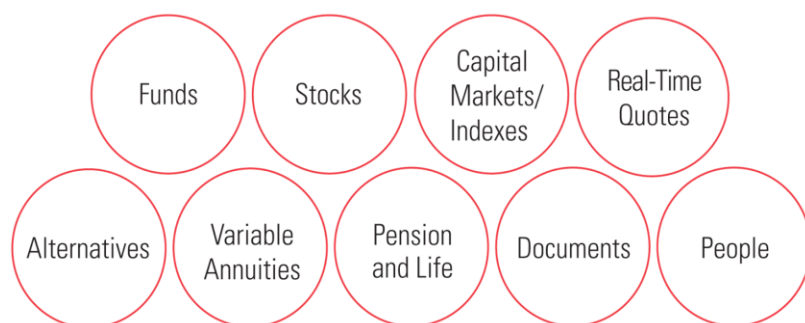 Funds
Stocks
Capital
Markets/
Indexes
Real-Time
Quotes
Alternatives
Variable
Annuities
Pension
and Life
Documents
People